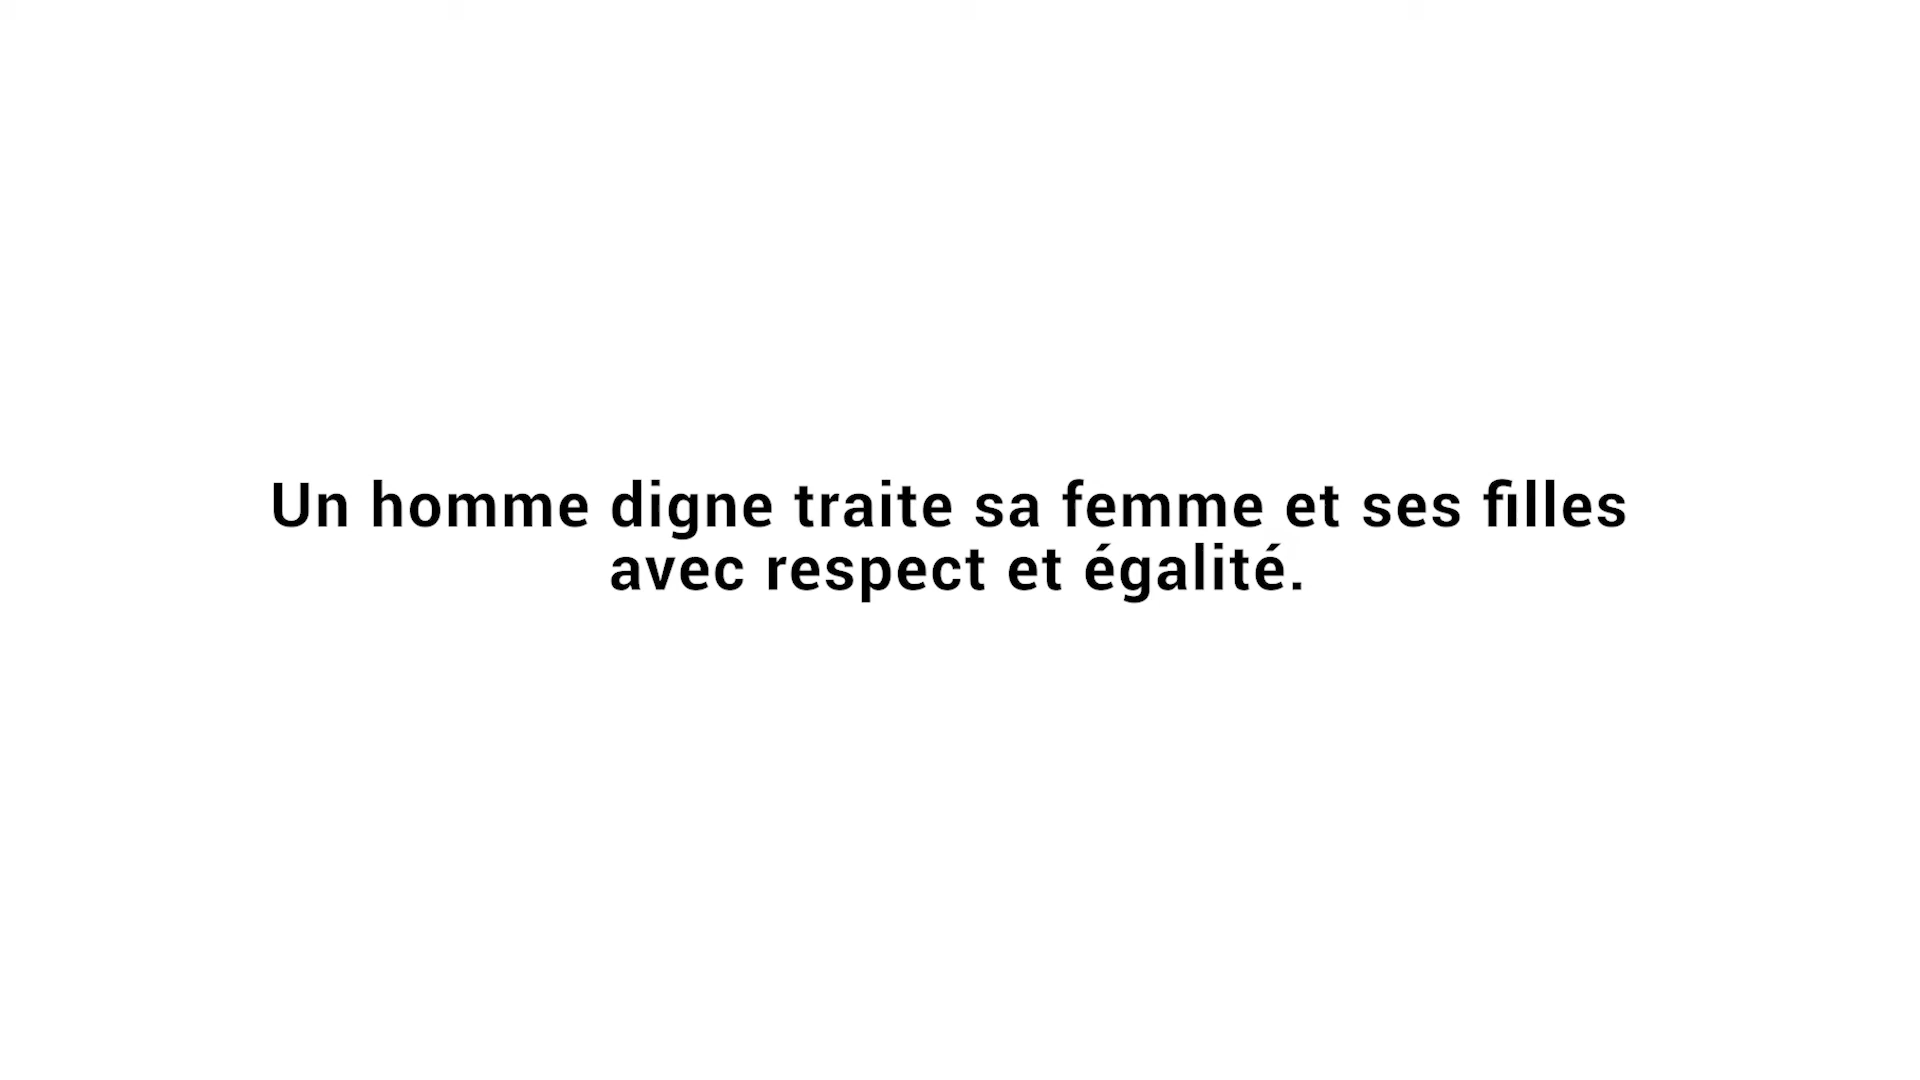 Un homme digne traite sa femme et ses filles
avec respect et égalité.